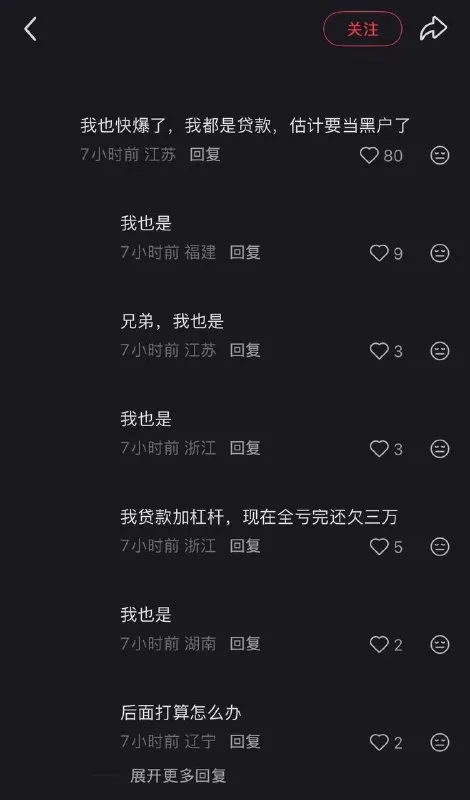 关注
我也快爆了，我都是贷款，估计要当黑户了
7小时前 江苏 回复
80
我也是
7小时前 福建 回复
9
兄弟，我也是
7小时前 江苏 回复
3
我也是
7小时前 浙江 回复
3
我贷款加杠杆，现在全亏完还欠三万
7小时前 浙江 回复
5
我也是
7小时前 湖南 回复
2
后面打算怎么办
7小时前 辽宁 回复
2
展开更多回复